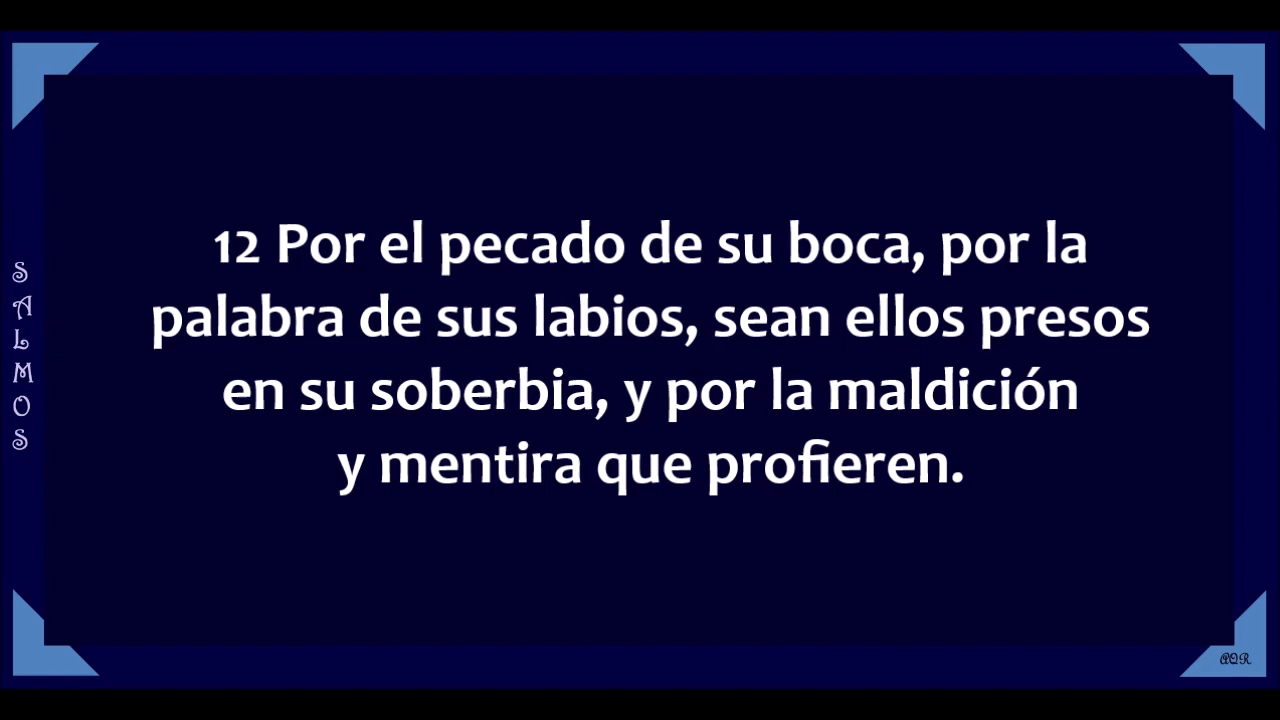 SALMOS
12 Por el pecado de su boca, por la
palabra de sus labios, sean ellos presos
en su soberbia, y por la maldición
y mentira que profieren.